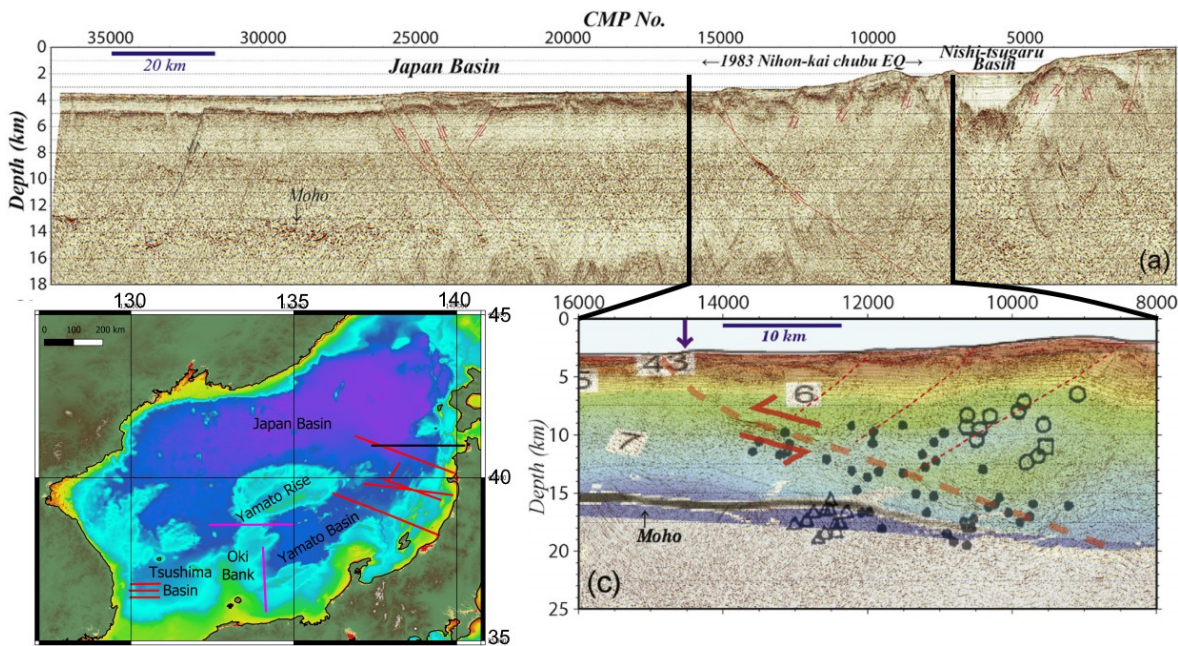 CMP No.
35000 30000 25000 20000 15000 10000 5000
20 km
Japan Basin
←1983 Nihon-kai chubu EQ→
Nishi-tsugaru
Basin
Depth (km)
0
2
4
6
8
10
12
14
16
18
Moho
(a)
130 135 140
45
40
35
0 100 200 km
Japan Basin
Yamato Rise
Yamato Basin
Oki
Bank
Tsushima
Basin
16000 14000 12000 10000 8000
10 km
Depth (km)
0
5
10
15
20
25
5 4 3
6
7
Moho
(c)